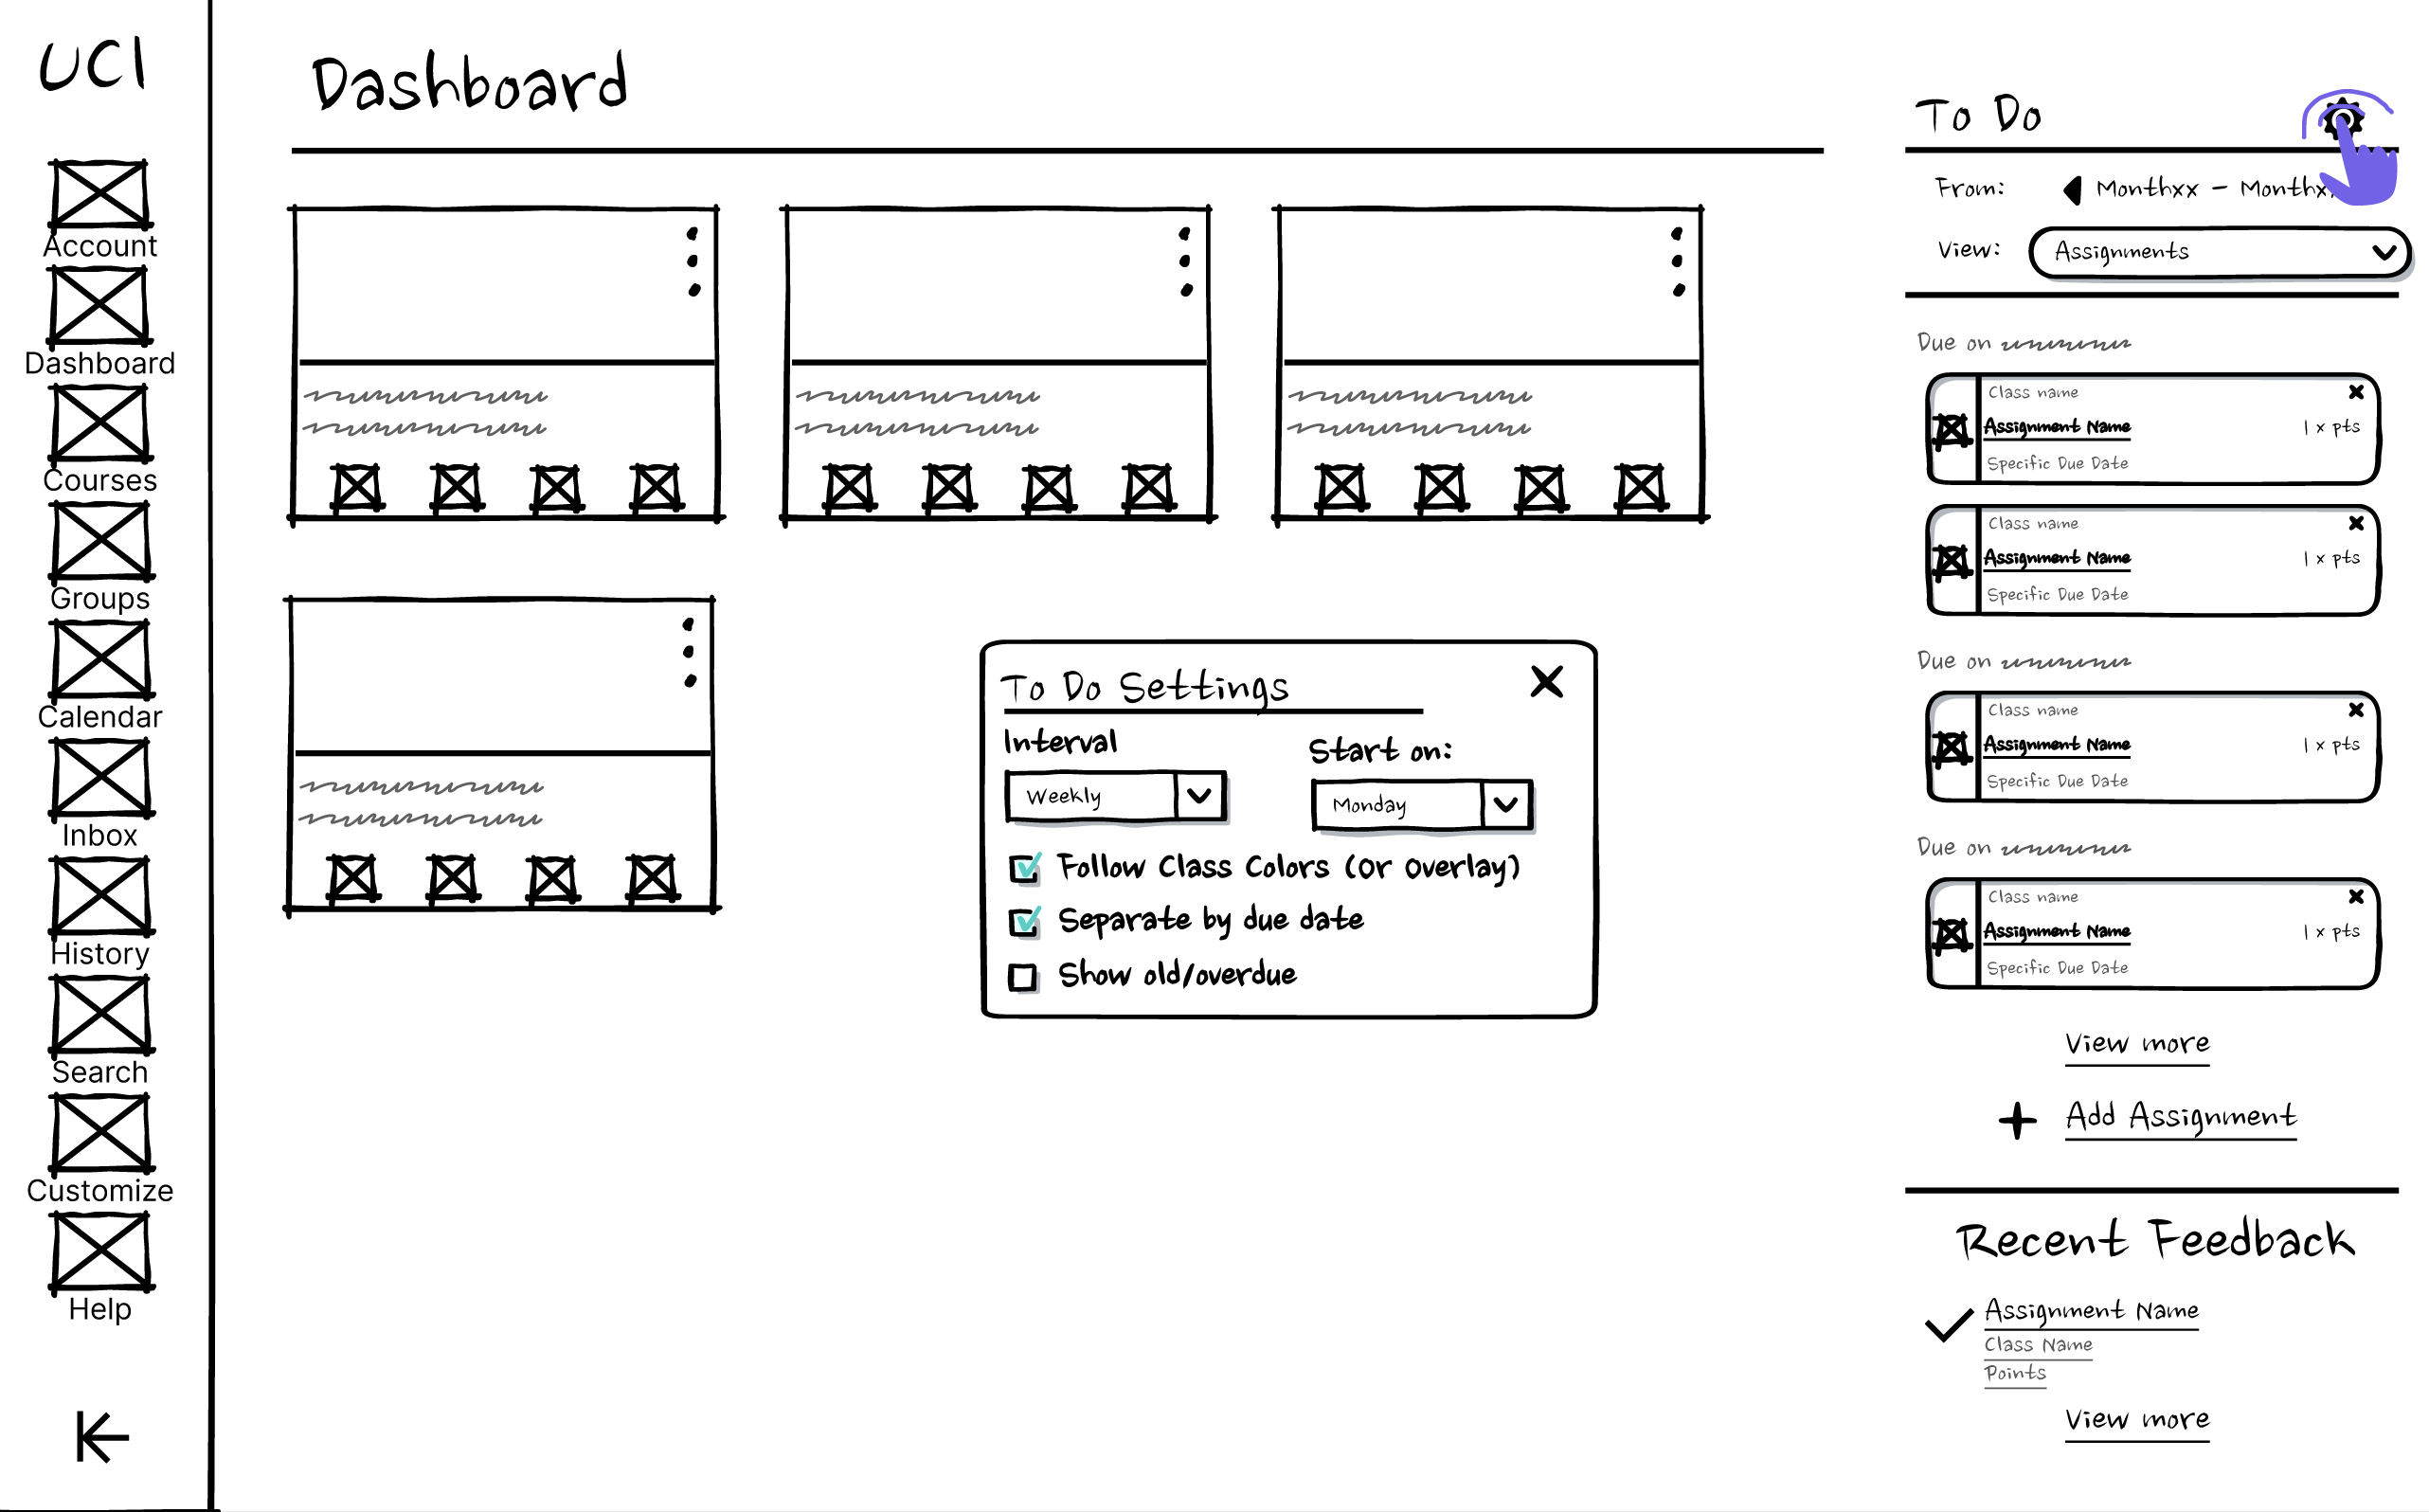 UCI
Account
Dashboard
Courses
Groups
Calendar
Inbox
History
Search
Customize
Help
Dashboard
To Do Settings
Interval
Start on:
Weekly
Monday
Follow Class Colors (or overlay)
Separate by due date
Show old/overdue
To Do
From: Monthxx - Monthx
View: Assignments
Due on
Class name
Assignment Name 1 x pts
Specific Due Date
Class name
Assignment Name 1 x pts
Specific Due Date
Due on
Class name
Assignment Name 1 x pts
Specific Due Date
Due on
Class name
Assignment Name 1 x pts
Specific Due Date
View more
Add Assignment
Recent Feedback
Assignment Name
Class Name
Points
View more